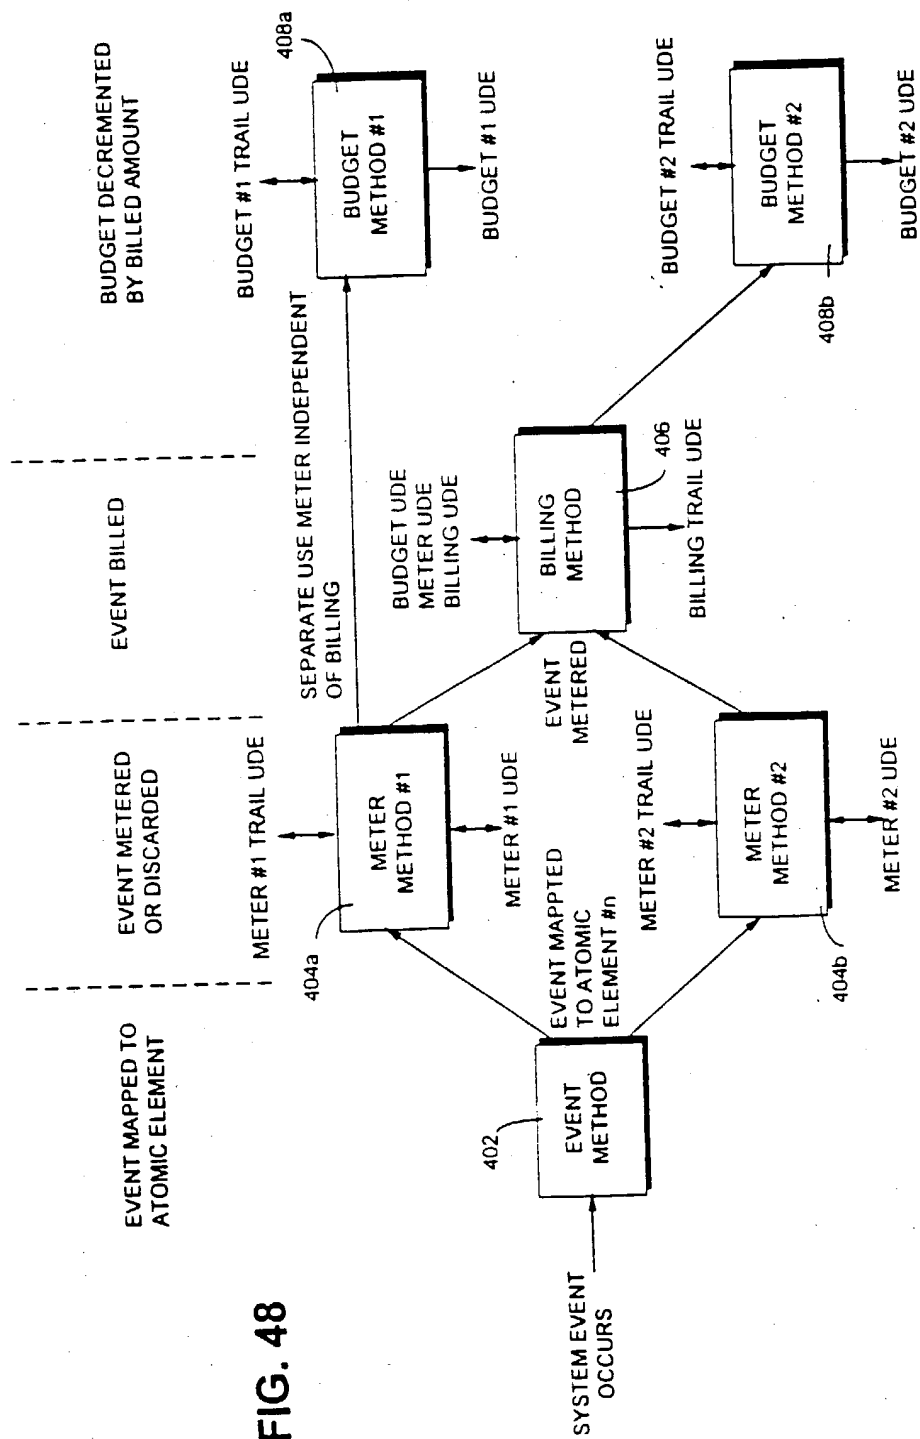 FIG. 48
EVENT MAPPED TO
ATOMIC ELEMENT
EVENT METERED
OR DISCARDED
EVENT BILLED
BUDGET DECREMENTED
BY BILLED AMOUNT
SYSTEM EVENT
OCCURS
402
EVENT
METHOD
EVENT MAPPTED
TO ATOMIC
ELEMENT #n
METER #1 TRAIL UDE
404a
METER
METHOD #1
METER #1 UDE
METER #2 TRAIL UDE
METER
METHOD #2
404b
METER #2 UDE
SEPARATE USE METER INDEPENDENT
OF BILLING
EVENT
METERED
BUDGET UDE
METER UDE
BILLING UDE
BILLING
METHOD
406
BILLING TRAIL UDE
BUDGET #1 TRAIL UDE
408a
BUDGET
METHOD #1
BUDGET #1 UDE
BUDGET #2 TRAIL UDE
BUDGET
METHOD #2
408b
BUDGET #2 UDE